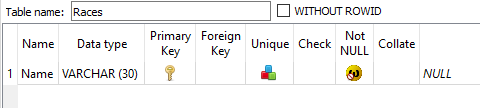 Table name: Races WITHOUT ROWID
Name Data type Primary Key Foreign Key Unique Check Not NULL Collate
1 Name VARCHAR (30) NULL